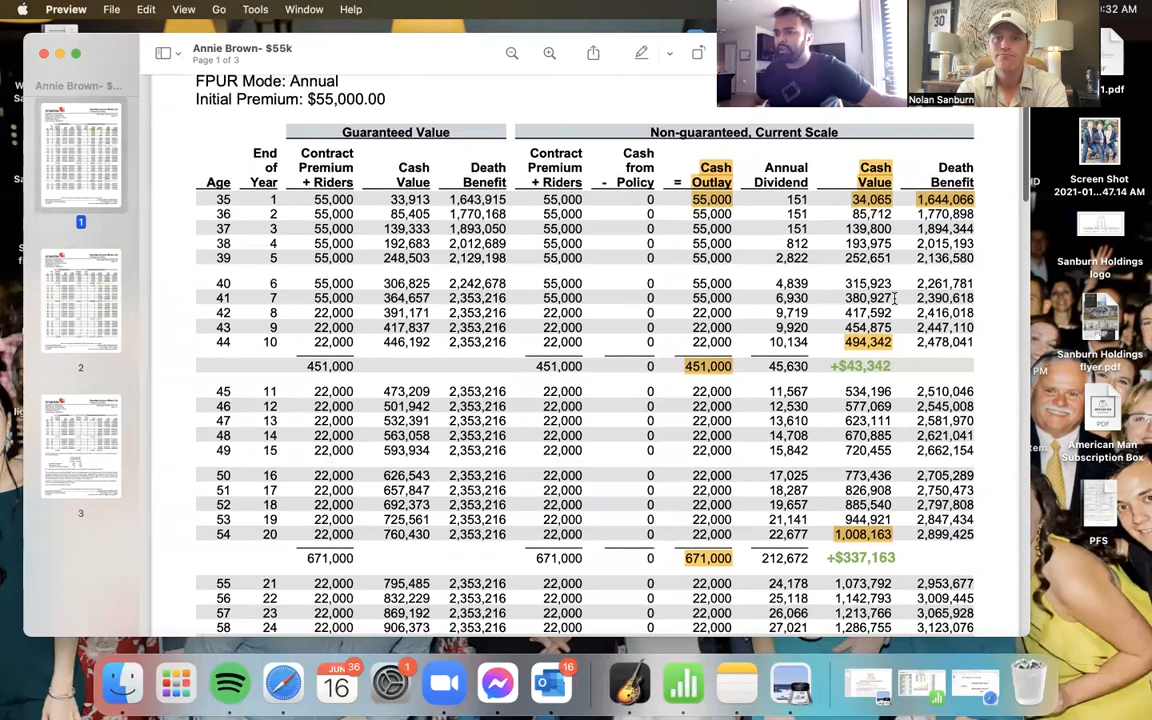 Preview File Edit View Go Tools Window Help
:32 AM
Annie Brown- $55k
Page 1 of 3
Annie Brown- $...
1
2
3
Nolan Sanburn
30
FPUR Mode: Annual
Initial Premium: $55,000.00
Guaranteed Value Non-guaranteed, Current Scale
End Contract Contract Cash
of Premium Cash Death Premium from Cash Annual Cash Death
Age Year + Riders Value Benefit + Riders - Policy = Outlay Dividend Value Benefit
35 1 55,000 33,913 1,643,915 55,000 0 55,000 151 34,065 1,644,066
36 2 55,000 85,405 1,770,168 55,000 0 55,000 151 85,712 1,770,898
37 3 55,000 139,333 1,893,050 55,000 0 55,000 151 139,800 1,894,344
38 4 55,000 192,683 2,012,689 55,000 0 55,000 812 193,975 2,015,193
39 5 55,000 248,503 2,129,198 55,000 0 55,000 2,822 252,651 2,136,580
40 6 55,000 306,825 2,242,678 55,000 0 55,000 4,839 315,923 2,261,781
41 7 55,000 364,657 2,353,216 55,000 0 55,000 6,930 380,927 2,390,618
42 8 22,000 391,171 2,353,216 22,000 0 22,000 9,719 417,592 2,416,018
43 9 22,000 417,837 2,353,216 22,000 0 22,000 9,920 454,875 2,447,110
44 10 22,000 446,192 2,353,216 22,000 0 22,000 10,134 494,342 2,478,041
451,000 451,000 0 451,000 45,630 +$43,342
45 11 22,000 473,209 2,353,216 22,000 0 22,000 11,567 534,196 2,510,046
46 12 22,000 501,942 2,353,216 22,000 0 22,000 12,530 577,069 2,545,008
47 13 22,000 532,391 2,353,216 22,000 0 22,000 13,610 623,111 2,581,970
48 14 22,000 563,058 2,353,216 22,000 0 22,000 14,708 670,885 2,621,041
49 15 22,000 593,934 2,353,216 22,000 0 22,000 15,842 720,455 2,662,154
50 16 22,000 626,543 2,353,216 22,000 0 22,000 17,025 773,436 2,705,289
51 17 22,000 657,847 2,353,216 22,000 0 22,000 18,287 826,908 2,750,473
52 18 22,000 692,373 2,353,216 22,000 0 22,000 19,657 885,540 2,797,808
53 19 22,000 725,561 2,353,216 22,000 0 22,000 21,141 944,921 2,847,434
54 20 22,000 760,430 2,353,216 22,000 0 22,000 22,677 1,008,163 2,899,425
671,000 671,000 0 671,000 212,672 +$337,163
55 21 22,000 795,485 2,353,216 22,000 0 22,000 24,178 1,073,792 2,953,677
56 22 22,000 832,229 2,353,216 22,000 0 22,000 25,118 1,142,793 3,009,445
57 23 22,000 869,192 2,353,216 22,000 0 22,000 26,066 1,213,766 3,065,928
58 24 22,000 906,373 2,353,216 22,000 0 22,000 27,021 1,286,755 3,123,076
1.pdf
Screen Shot
2021-01...47.14 AM
Sanburn Holdings
logo
Sanburn Holdings
flyer.pdf
PDF
American Man
Subscription Box
PFS
PM
JUN 36
16
1
16